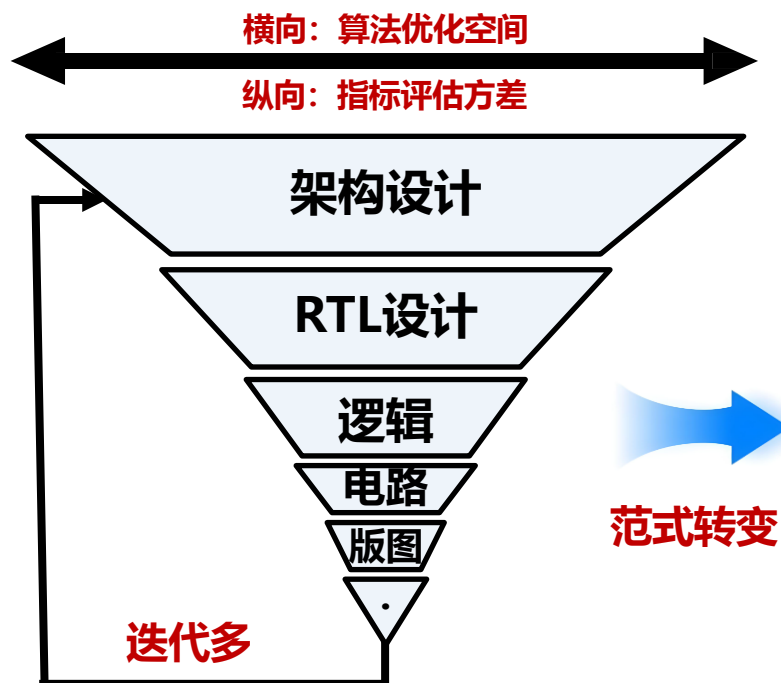 横向：算法优化空间
纵向：指标评估方差
架构设计
RTL设计
逻辑
电路
版图
范式转变
迭代多